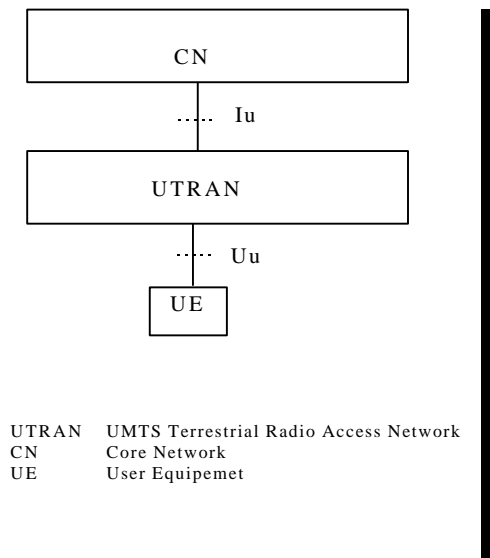 CN
Iu
UTRAN
Uu
UE
UTRAN UMTS Terrestrial Radio Access Network
CN Core Network
UE User Equipemet